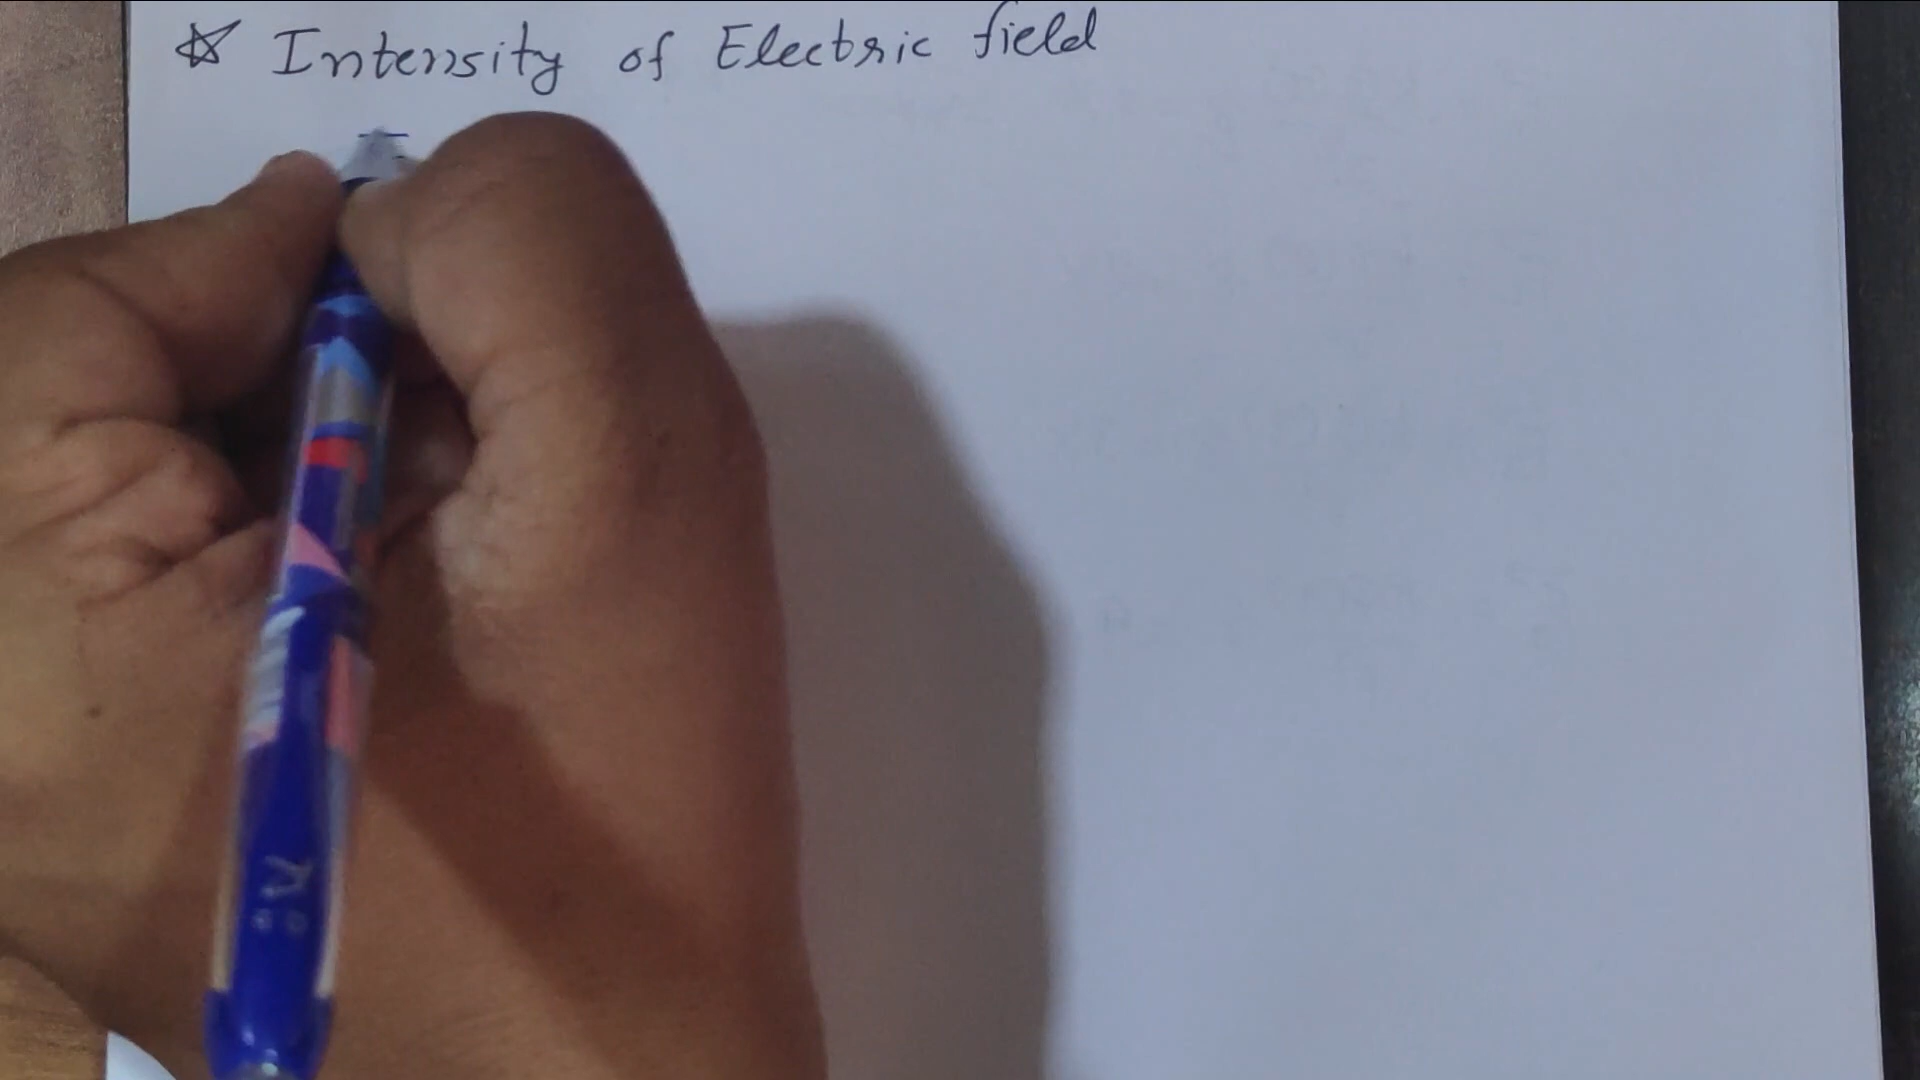 ☆ Intensity of Electric field